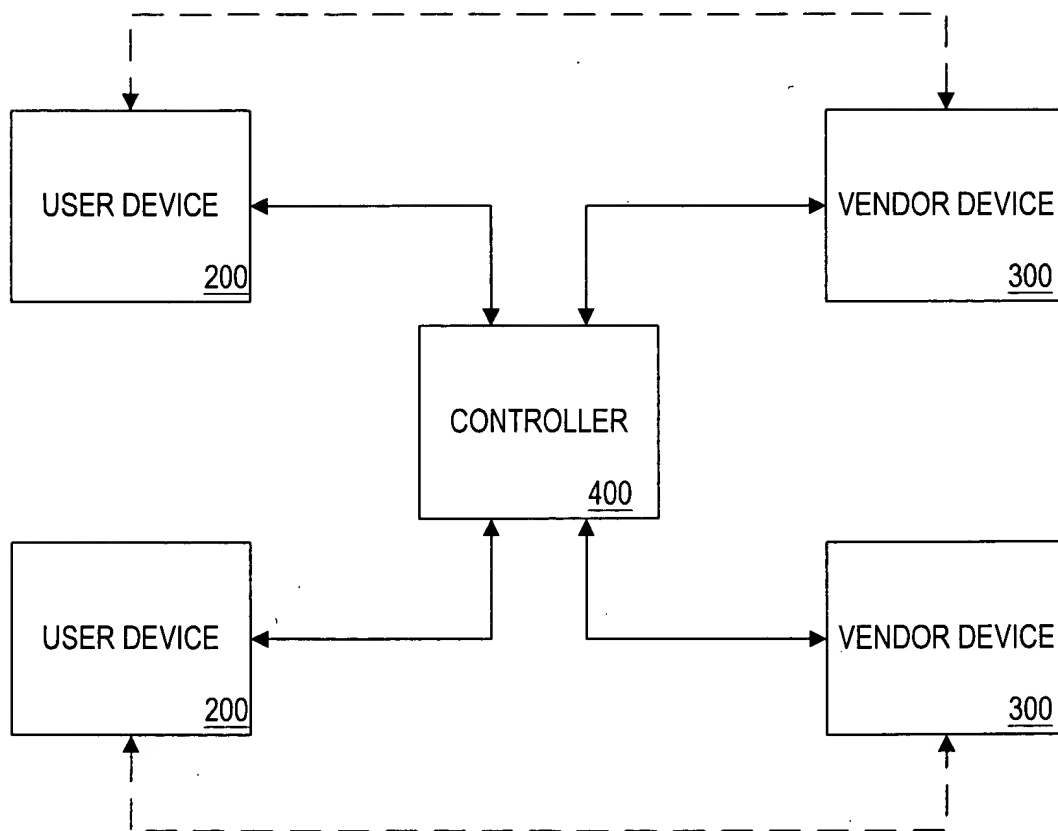 USER DEVICE
200
VENDOR DEVICE
300
CONTROLLER
400
USER DEVICE
200
VENDOR DEVICE
300